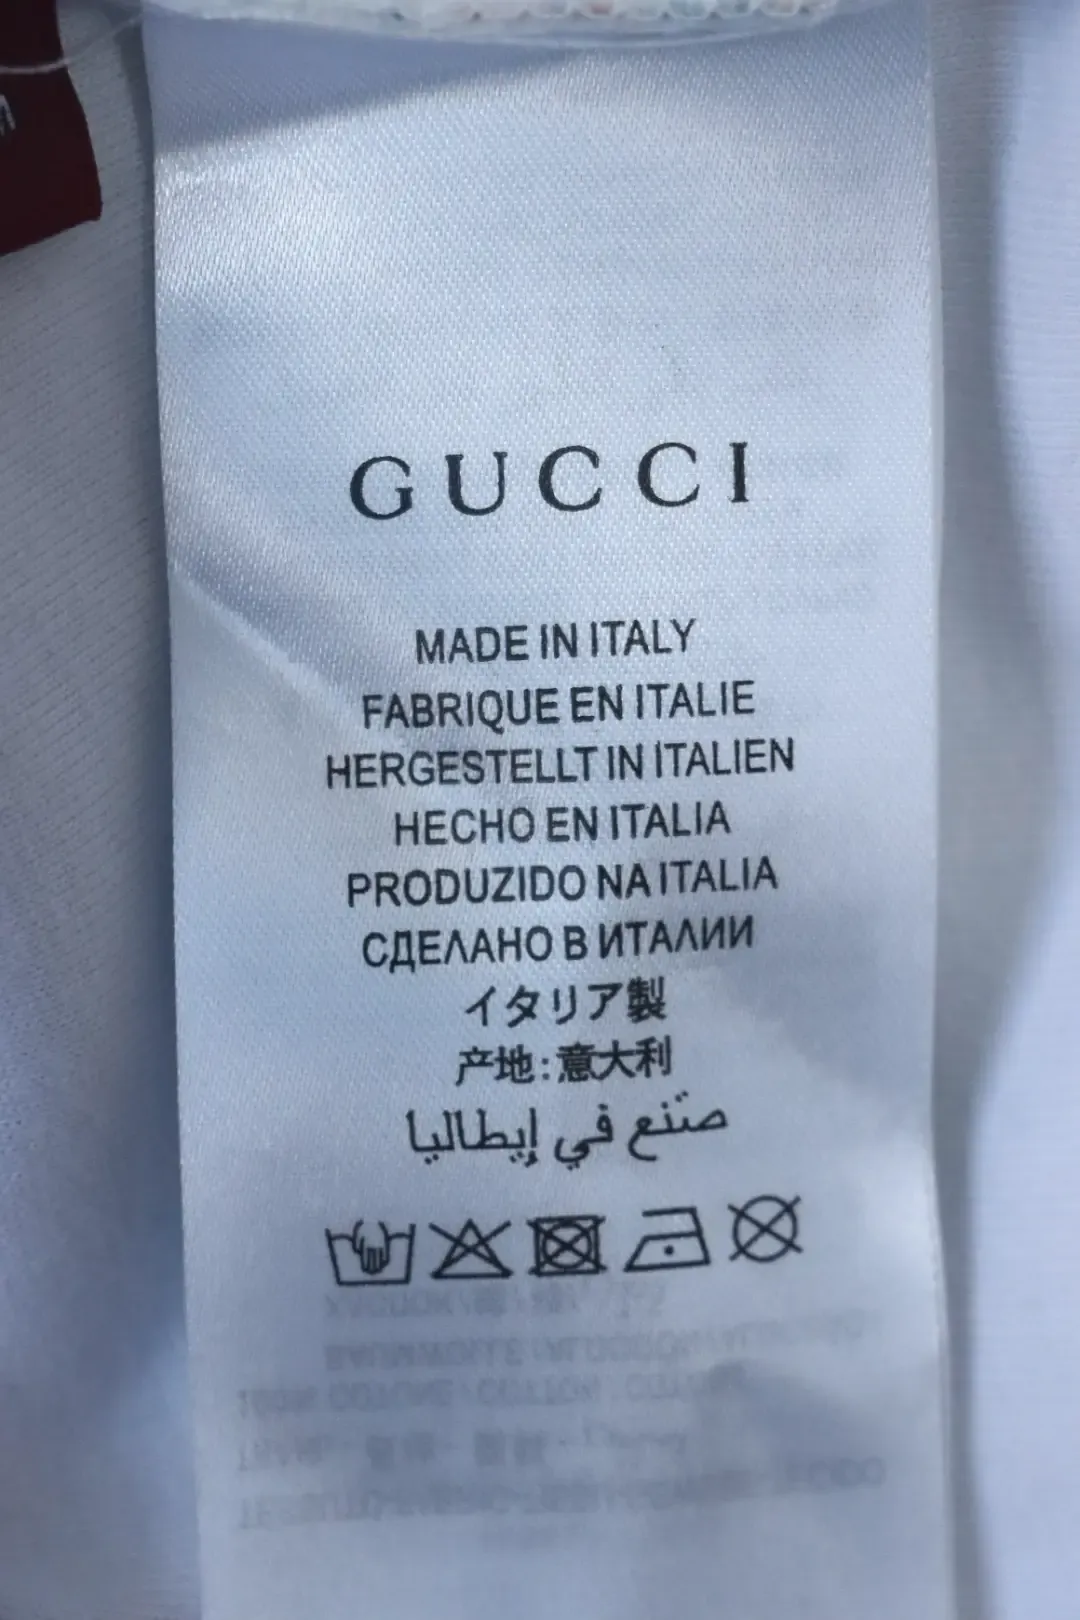 GUCCI
MADE IN ITALY
FABRIQUE EN ITALIE
HERGESTELLT IN ITALIEN
HECHO EN ITALIA
PRODUZIDO NA ITALIA
СДЕЛАНО В ИТАЛИИ
イタリア製
产地:意大利
صتنع في إيطاليا